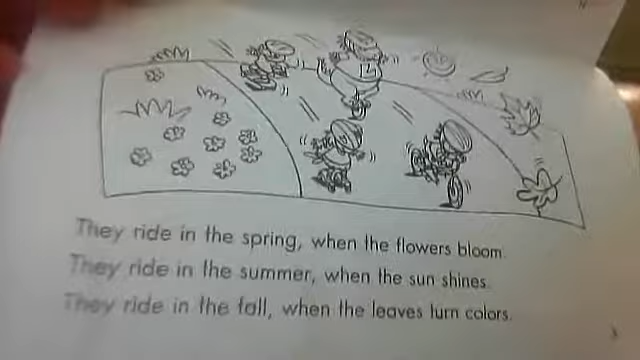 They ride in the spring, when the flowers bloom.
They ride in the summer, when the sun shines.
They ride in the fall, when the leaves turn colors.